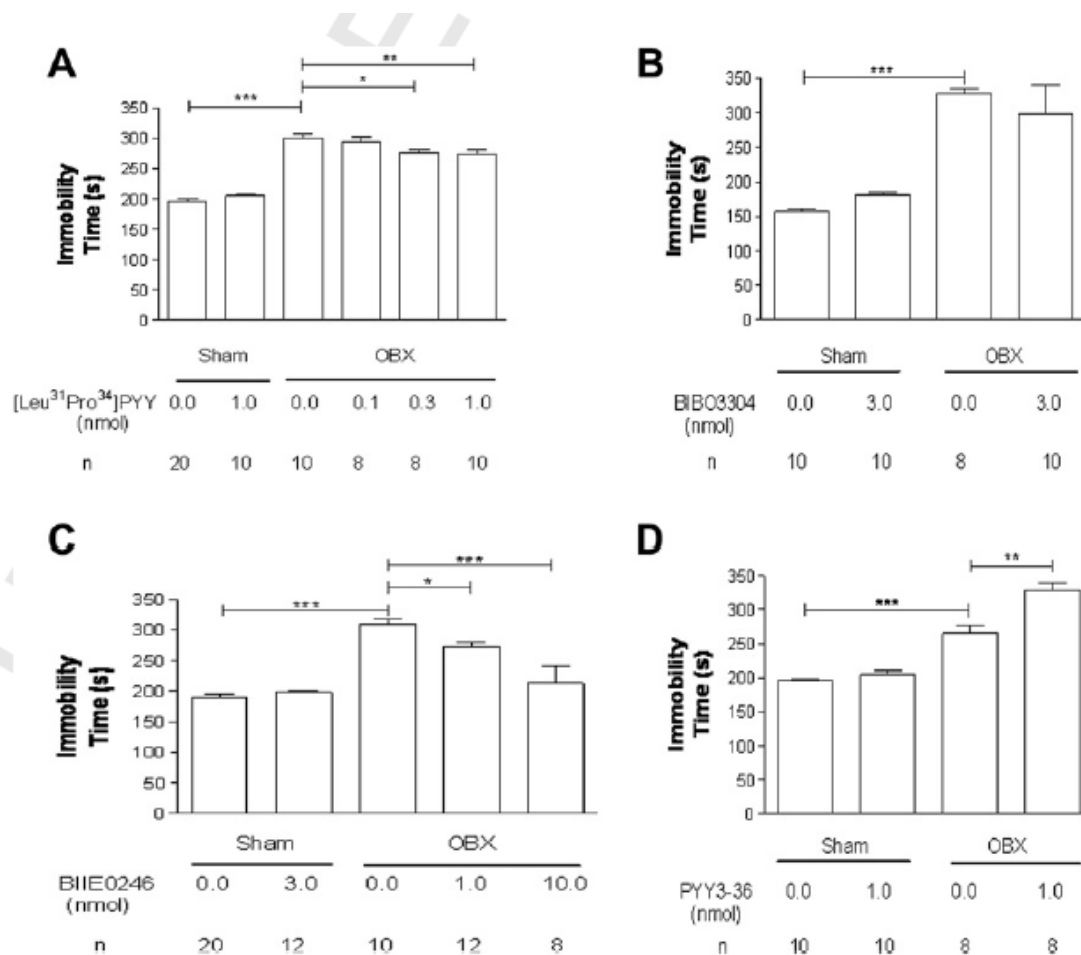 A
***
*
**
Immobility
Time (s)
350
300
250
200
150
100
50
0
Sham
OBX
[Leu³¹Pro³⁴]PYY
(nmol)
0.0 1.0 0.0 0.1 0.3 1.0
n 20 10 10 8 8 10
B
***
Immobility
Time (s)
350
300
250
200
150
100
50
0
Sham
OBX
BIBO3304
(nmol)
0.0 3.0 0.0 3.0
n 10 10 8 10
C
***
*
***
Immobility
Time (s)
350
300
250
200
150
100
50
0
Sham
OBX
BIIE0246
(nmol)
0.0 3.0 0.0 1.0 10.0
n 20 12 10 12 8
D
***
**
Immobility
Time (s)
350
300
250
200
150
100
50
0
Sham
OBX
PYY3-36
(nmol)
0.0 1.0 0.0 1.0
n 10 10 8 8